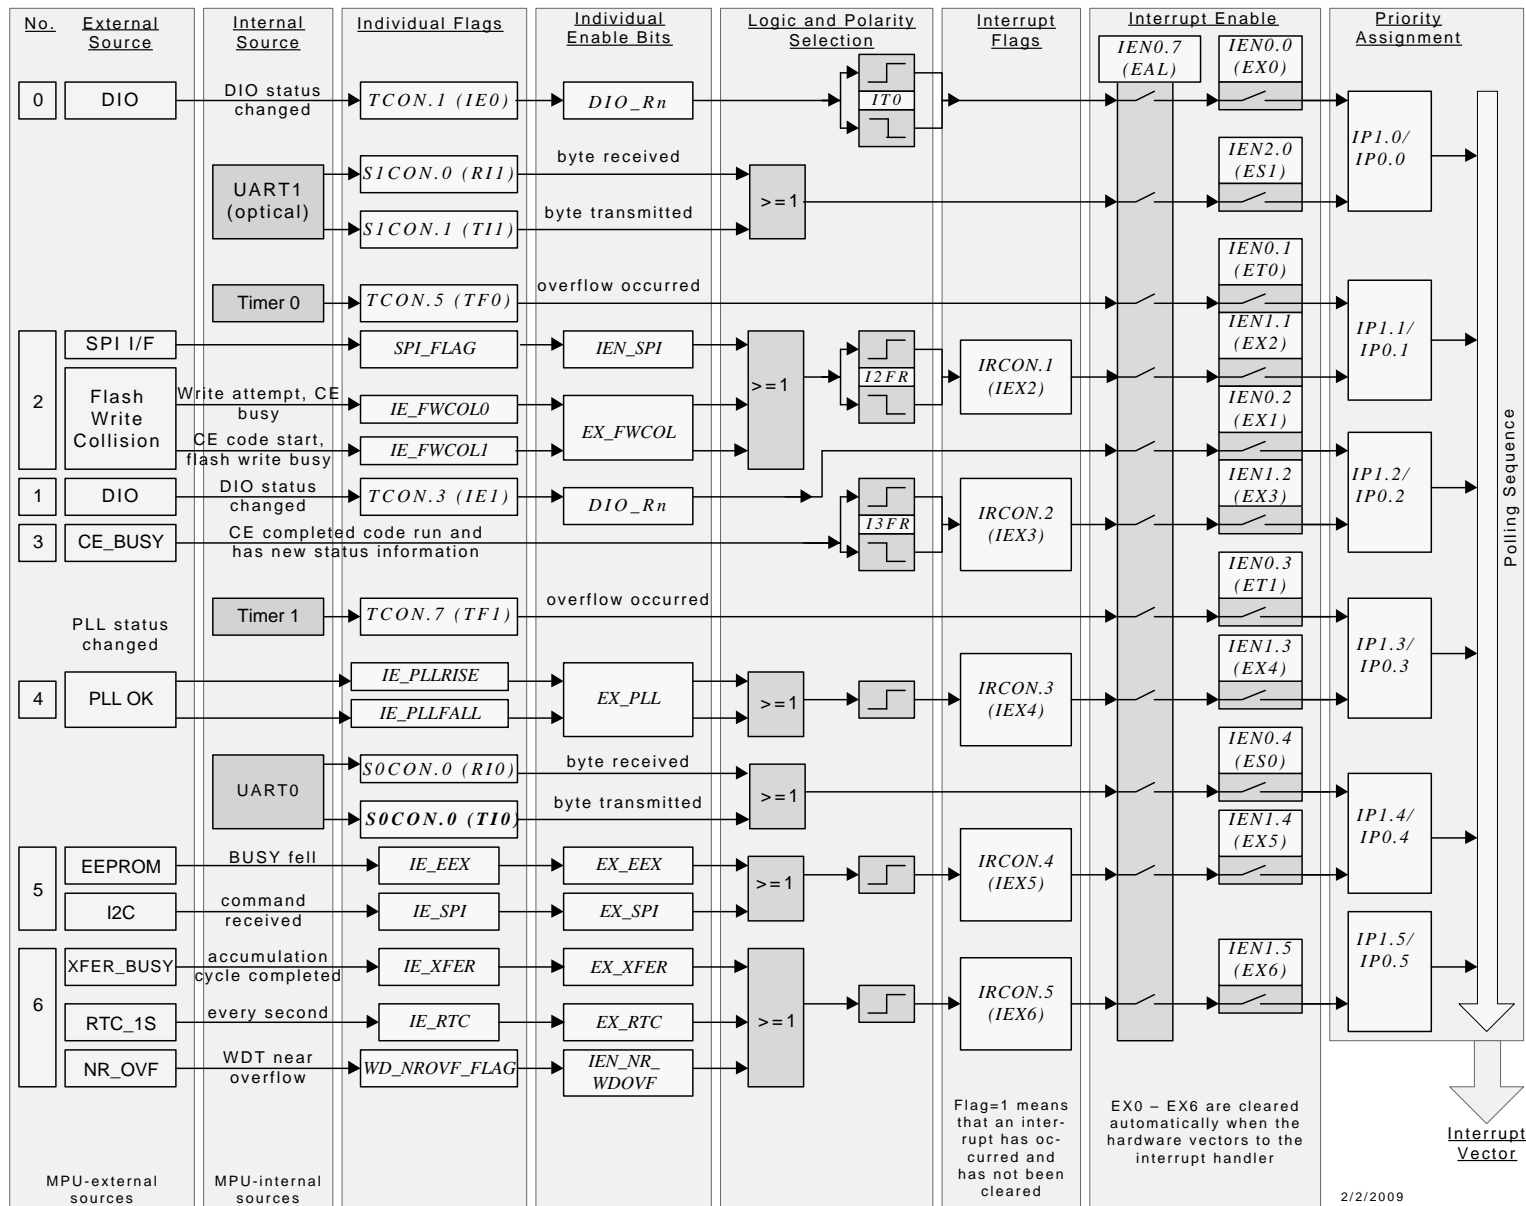 No.
External
Source
Internal
Source
Individual Flags
Individual
Enable Bits
Logic and Polarity
Selection
Interrupt
Flags
Interrupt Enable
Priority
Assignment
IEN0.7
(EAL)
IEN0.0
(EX0)
0
DIO
DIO status
changed
TCON.1 (IE0)
DIO_Rn
IT0
IP1.0/
IP0.0
UART1
(optical)
S1CON.0 (RI1)
byte received
S1CON.1 (TI1)
byte transmitted
>=1
IEN2.0
(ES1)
Timer 0
TCON.5 (TF0)
overflow occurred
IEN0.1
(ET0)
IP1.1/
IP0.1
2
SPI I/F
SPI_FLAG
IEN_SPI
Flash
Write
Collision
Write attempt, CE
busy
IE_FWCOL0
CE code start,
flash write busy
IE_FWCOL1
EX_FWCOL
>=1
I2FR
IRCON.1
(IEX2)
IEN1.1
(EX2)
IEN0.2
(EX1)
IP1.2/
IP0.2
1
DIO
DIO status
changed
TCON.3 (IE1)
DIO_Rn
3
CE_BUSY
CE completed code run and
has new status information
I3FR
IRCON.2
(IEX3)
IEN1.2
(EX3)
Timer 1
TCON.7 (TF1)
overflow occurred
IEN0.3
(ET1)
IP1.3/
IP0.3
PLL status
changed
4
PLL OK
IE_PLLRISE
IE_PLLFALL
EX_PLL
>=1
IRCON.3
(IEX4)
IEN1.3
(EX4)
UART0
S0CON.0 (RI0)
byte received
S0CON.0 (TI0)
byte transmitted
>=1
IEN0.4
(ES0)
IP1.4/
IP0.4
5
EEPROM
BUSY fell
IE_EEX
EX_EEX
I2C
command
received
IE_SPI
EX_SPI
>=1
IRCON.4
(IEX5)
IEN1.4
(EX5)
6
XFER_BUSY
accumulation
cycle completed
IE_XFER
EX_XFER
RTC_1S
every second
IE_RTC
EX_RTC
NR_OVF
WDT near
overflow
WD_NROVF_FLAG
IEN_NR_
WDOVF
>=1
IRCON.5
(IEX6)
IEN1.5
(EX6)
IP1.5/
IP0.5
Polling Sequence
Interrupt
Vector
Flag=1 means
that an inter-
rupt has oc-
curred and
has not been
cleared
EX0 – EX6 are cleared
automatically when the
hardware vectors to the
interrupt handler
MPU-external
sources
MPU-internal
sources
2/2/2009